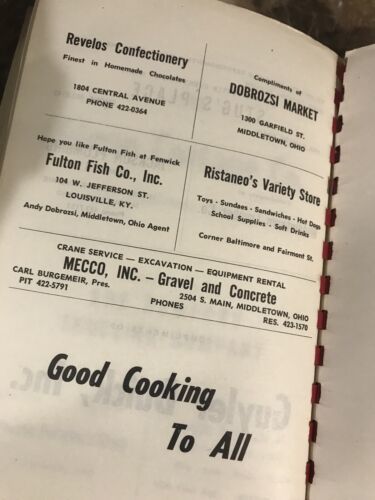 Revelos Confectionery
Finest in Homemade Chocolates
1804 CENTRAL AVENUE
PHONE 422-0364
Compliments of
DOBROZSI MARKET
1300 GARFIELD ST.
MIDDLETOWN, OHIO
Hope you like Fulton Fish at Fenwick
Fulton Fish Co., Inc.
104 W. JEFFERSON ST.
LOUISVILLE, KY.
Andy Dobrozsi, Middletown, Ohio Agent
Ristaneo's Variety Store
Toys - Sundaes - Sandwiches - Hot Dogs
School Supplies - Soft Drinks
Corner Baltimore and Fairmont St.
CRANE SERVICE — EXCAVATION — EQUIPMENT RENTAL
MECCO, INC. – Gravel and Concrete
CARL BURGEMEIR, Pres. 2504 S. MAIN, MIDDLETOWN, OHIO
PIT 422-5791 PHONES RES. 423-1570
Good Cooking
To All